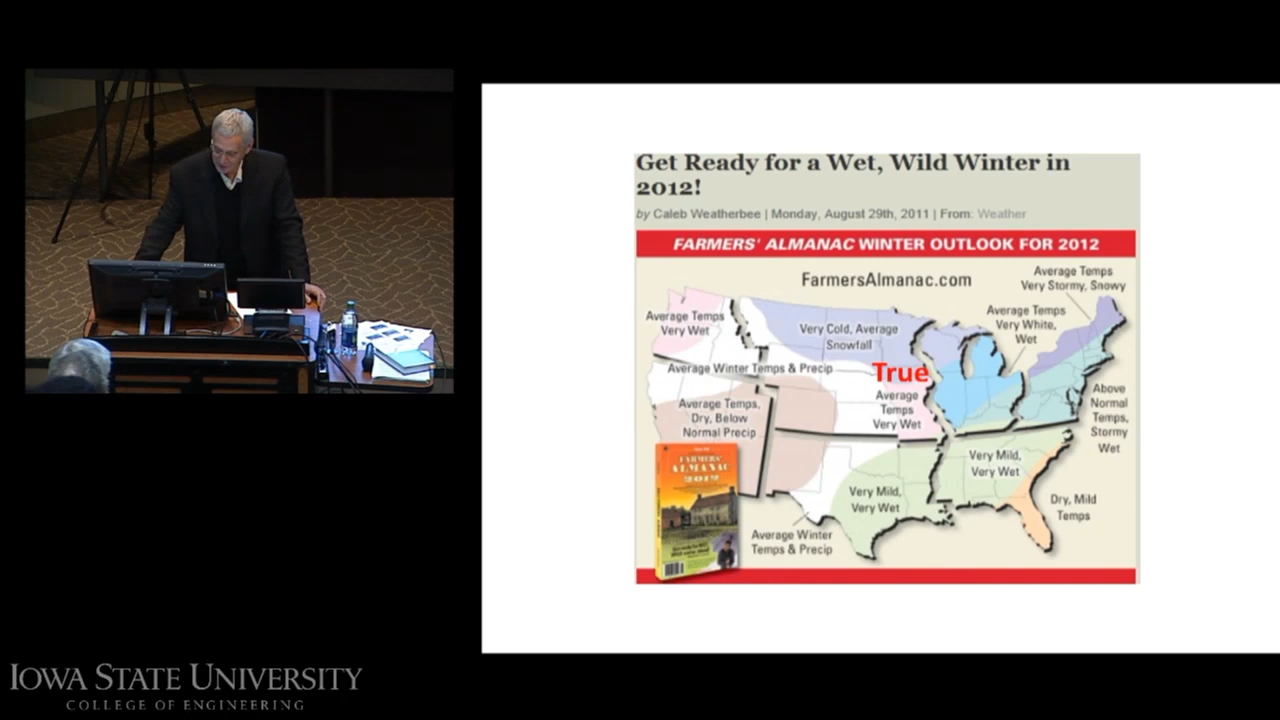 Get Ready for a Wet, Wild Winter in
2012!
by Caleb Weatherbee | Monday, August 29th, 2011 | From: Weather
FARMERS' ALMANAC WINTER OUTLOOK FOR 2012
FarmersAlmanac.com
Average Temps
Very Stormy, Snowy
Average Temps
Very Wet
Very Cold, Average
Snowfall
Average Temps
Very White,
Wet
Average Winter Temps & Precip
True
Average Temps,
Dry, Below
Normal Precip
Average
Temps
Very Wet
Above
Normal
Temps,
Stormy
Wet
Very Mild,
Very Wet
Very Mild,
Very Wet
Dry, Mild
Temps
FARMERS'
ALMANAC
Average Winter
Temps & Precip
IOWA STATE UNIVERSITY
COLLEGE OF ENGINEERING